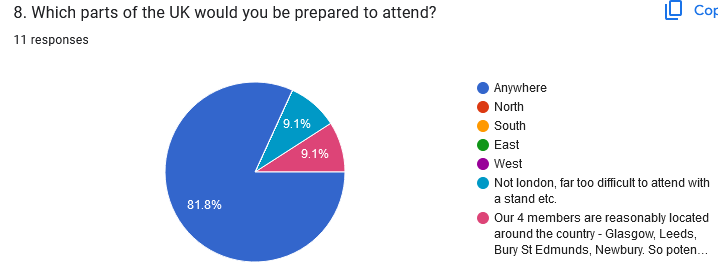 8. Which parts of the UK would you be prepared to attend?
Cop
11 responses
Anywhere
North
South
East
West
Not london, far too difficult to attend with
a stand etc.
Our 4 members are reasonably located
around the country - Glasgow, Leeds,
Bury St Edmunds, Newbury. So poten...
9.1%
9.1%
81.8%